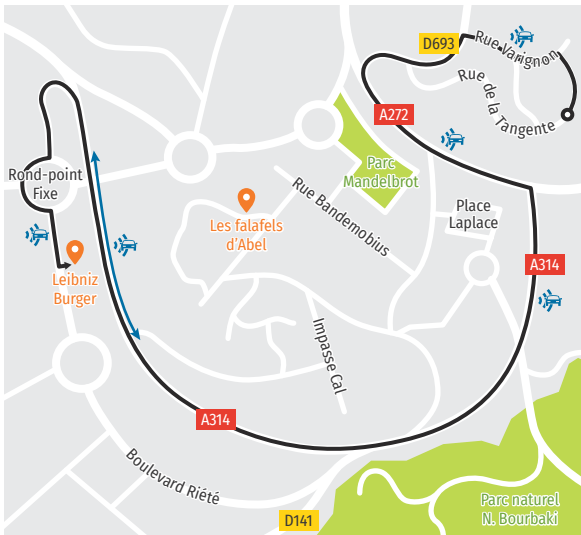 D693
Rue Varignon
Rue de la Tangente
A272
Parc
Mandelbrot
Rond-point
Fixe
Rue Bandemobius
Place
Laplace
Les falafels
d'Abel
A314
Leibniz
Burger
Impasse Cal
A314
Boulevard Riété
Parc naturel
N. Bourbaki
D141